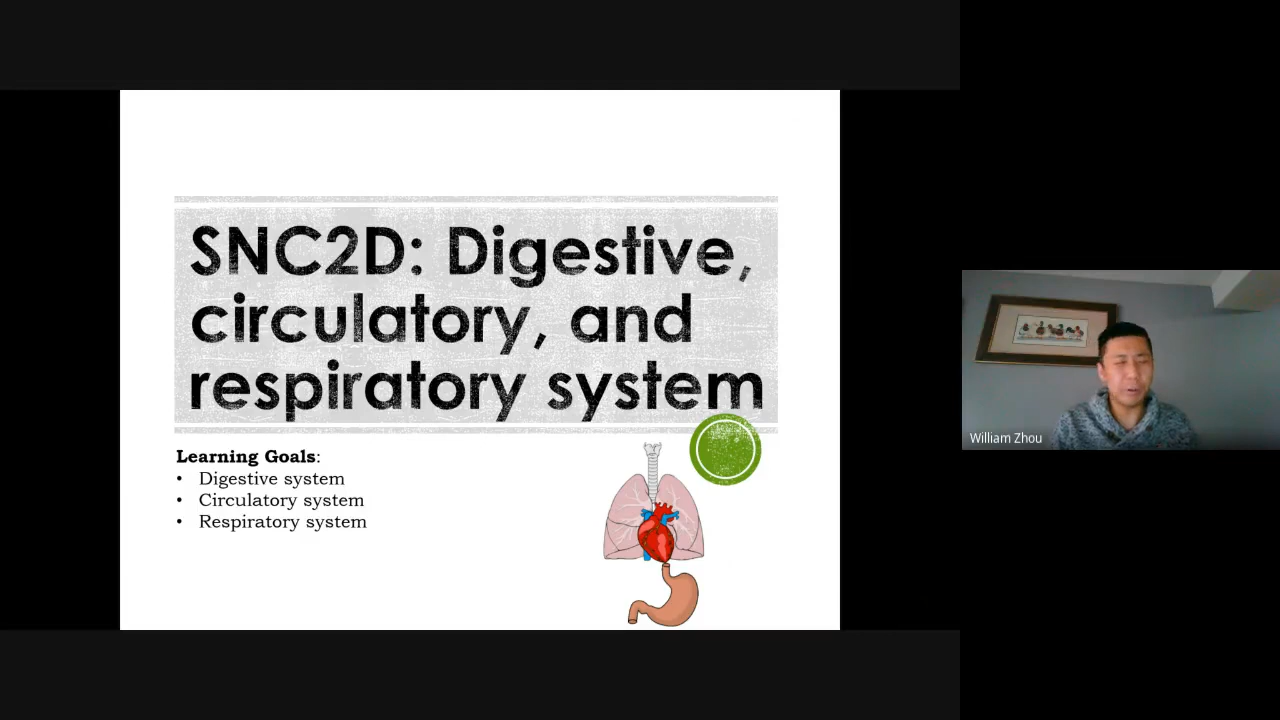 SNC2D: Digestive,
circulatory, and
respiratory system
Learning Goals:
• Digestive system
• Circulatory system
• Respiratory system
William Zhou